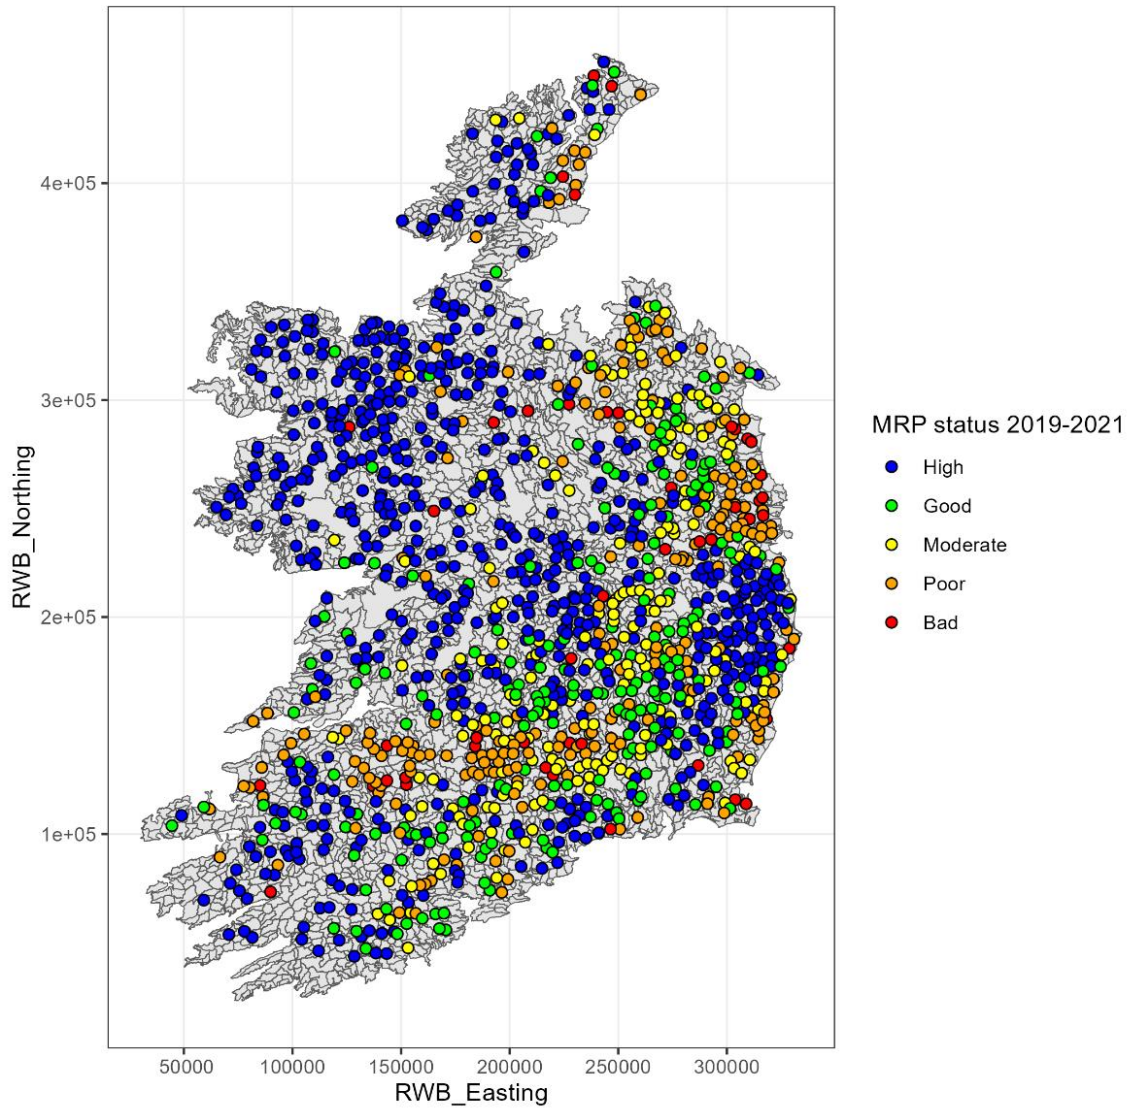 4e+05
3e+05
2e+05
1e+05
RWB_Northing
50000 100000 150000 200000 250000 300000
RWB_Easting
MRP status 2019-2021
High
Good
Moderate
Poor
Bad